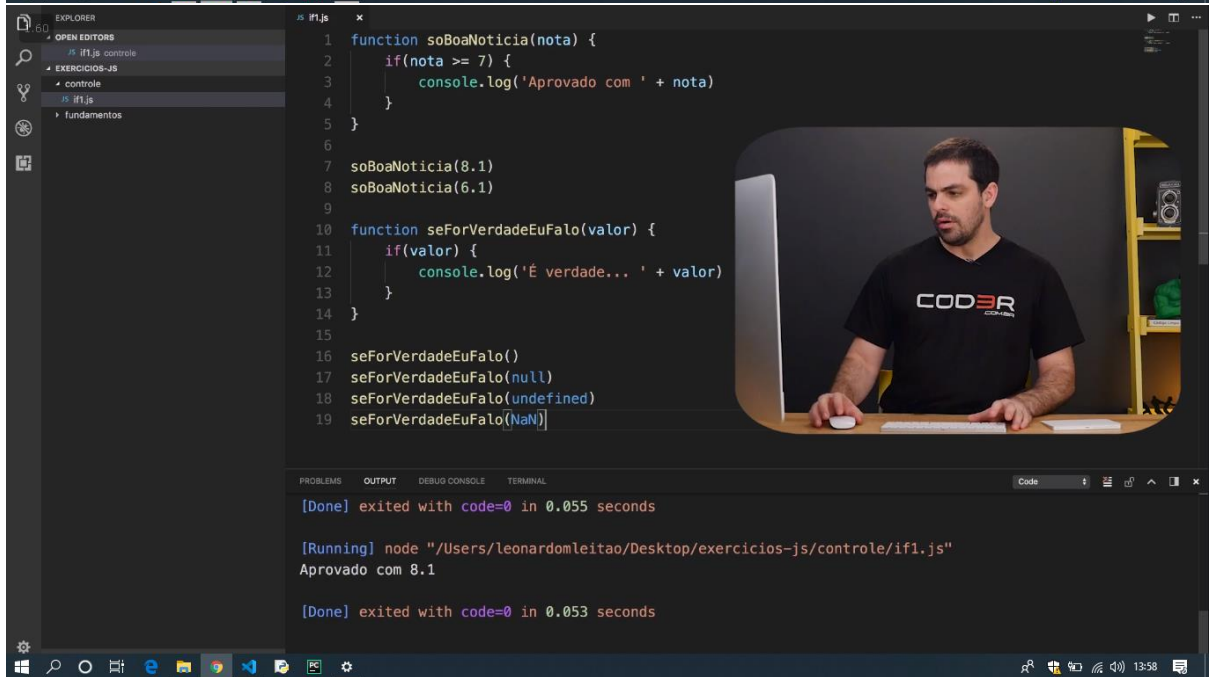 1.60
EXPLORER
OPEN EDITORS
JS if1.js controle
EXERCICIOS-JS
controle
JS if1.js
fundamentos
JS if1.js ×
1 function soBoaNoticia(nota) {
2 if(nota >= 7) {
3 console.log('Aprovado com ' + nota)
4 }
5 }
6
7 soBoaNoticia(8.1)
8 soBoaNoticia(6.1)
9
10 function seForVerdadeEuFalo(valor) {
11 if(valor) {
12 console.log('É verdade... ' + valor)
13 }
14 }
15
16 seForVerdadeEuFalo()
17 seForVerdadeEuFalo(null)
18 seForVerdadeEuFalo(undefined)
19 seForVerdadeEuFalo(NaN)
COD3R
.COM.BR
PROBLEMS OUTPUT DEBUG CONSOLE TERMINAL Code
[Done] exited with code=0 in 0.055 seconds
[Running] node "/Users/leonardomleitao/Desktop/exercicios-js/controle/if1.js"
Aprovado com 8.1
[Done] exited with code=0 in 0.053 seconds
13:58